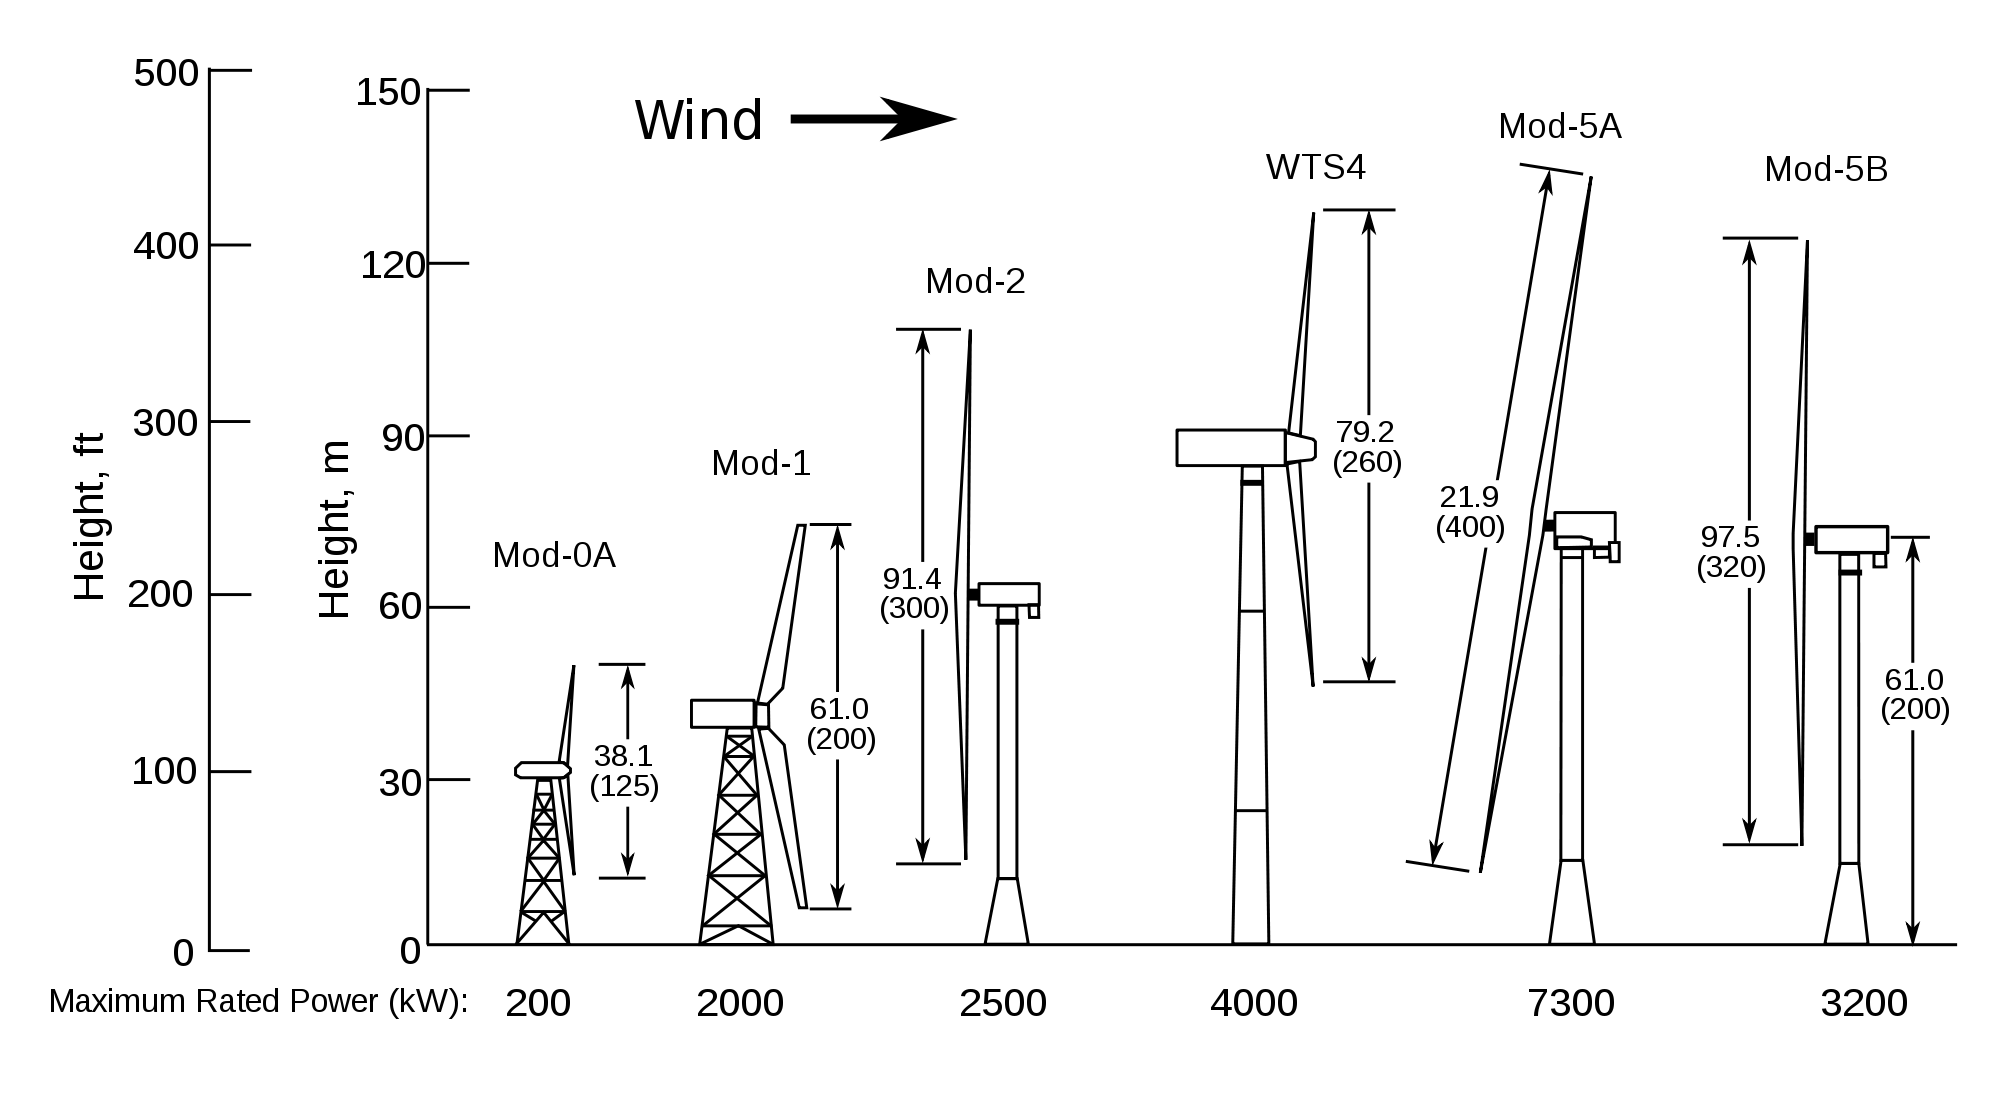 500
400
300
200
100
0
Height, ft
150
120
90
60
30
0
Height, m
Wind
Mod-0A
38.1
(125)
Mod-1
61.0
(200)
Mod-2
91.4
(300)
WTS4
79.2
(260)
Mod-5A
21.9
(400)
Mod-5B
97.5
(320)
61.0
(200)
Maximum Rated Power (kW): 200 2000 2500 4000 7300 3200